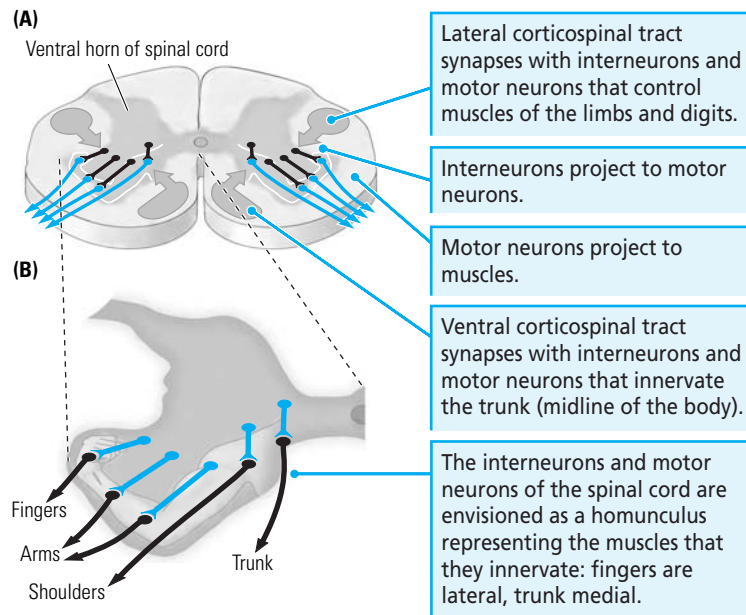 (A)
Ventral horn of spinal cord
Lateral corticospinal tract
synapses with interneurons and
motor neurons that control
muscles of the limbs and digits.
Interneurons project to motor
neurons.
Motor neurons project to
muscles.
(B)
Ventral corticospinal tract
synapses with interneurons and
motor neurons that innervate
the trunk (midline of the body).
The interneurons and motor
neurons of the spinal cord are
envisioned as a homunculus
representing the muscles that
they innervate: fingers are
lateral, trunk medial.
Fingers
Arms
Shoulders
Trunk